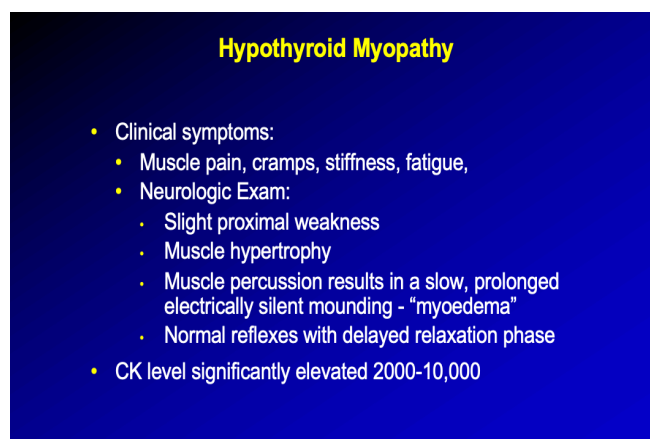 Hypothyroid Myopathy
• Clinical symptoms:
• Muscle pain, cramps, stiffness, fatigue,
• Neurologic Exam:
• Slight proximal weakness
• Muscle hypertrophy
• Muscle percussion results in a slow, prolonged
electrically silent mounding - “myoedema”
• Normal reflexes with delayed relaxation phase
• CK level significantly elevated 2000-10,000